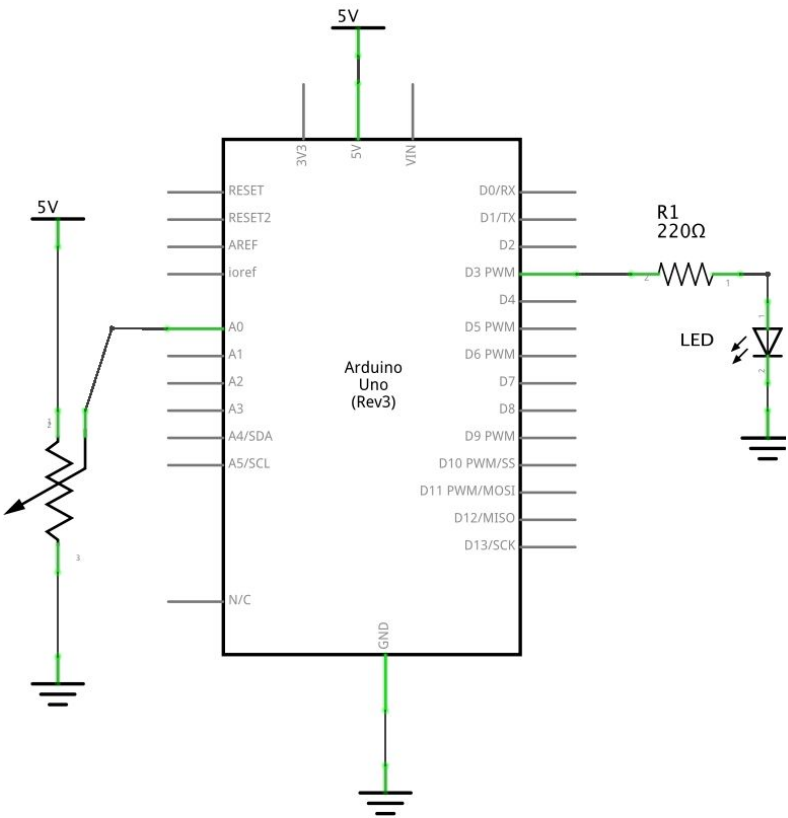 5V
3V3
5V
VIN
5V
RESET
RESET2
AREF
ioref
A0
A1
A2
A3
A4/SDA
A5/SCL
N/C
Arduino
Uno
(Rev3)
D0/RX
D1/TX
D2
D3 PWM
D4
D5 PWM
D6 PWM
D7
D8
D9 PWM
D10 PWM/SS
D11 PWM/MOSI
D12/MISO
D13/SCK
GND
R1
220Ω
2
1
LED
1
2